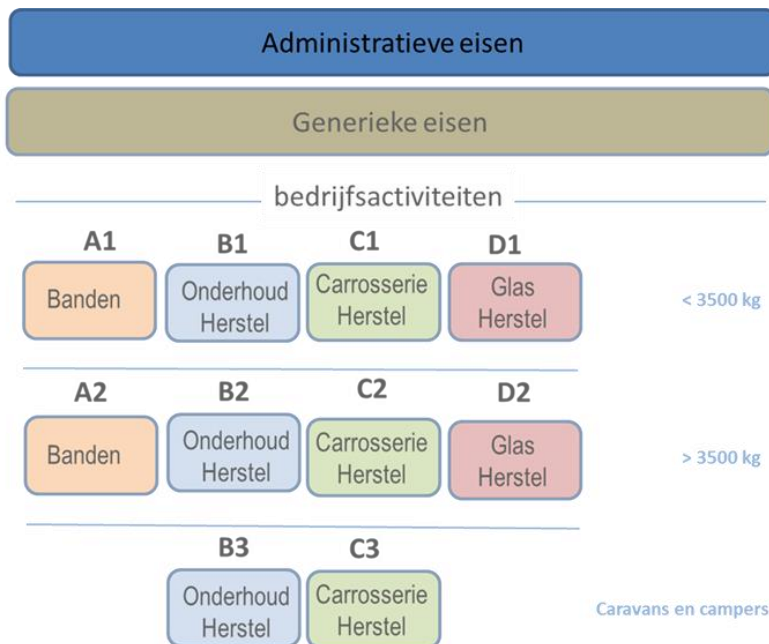 Administratieve eisen
Generieke eisen
bedrijfsactiviteiten
A1 B1 C1 D1
Banden
Onderhoud
Herstel
Carrosserie
Herstel
Glas
Herstel
< 3500 kg
A2 B2 C2 D2
Banden
Onderhoud
Herstel
Carrosserie
Herstel
Glas
Herstel
> 3500 kg
B3 C3
Onderhoud
Herstel
Carrosserie
Herstel
Caravans en campers